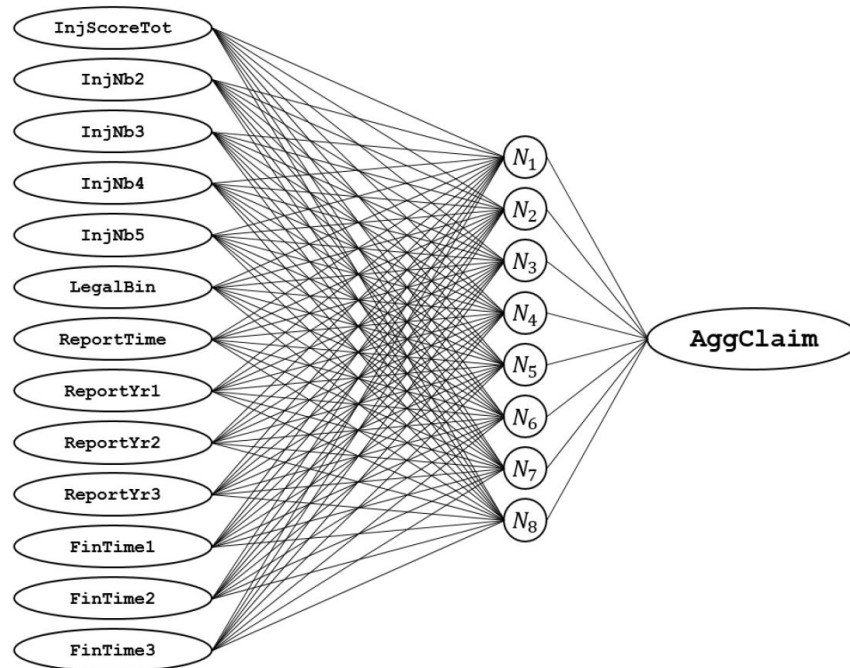 InjScoreTot
InjNb2
InjNb3
InjNb4
InjNb5
LegalBin
ReportTime
ReportYr1
ReportYr2
ReportYr3
FinTime1
FinTime2
FinTime3
N₁
N₂
N₃
N₄
N₅
N₆
N₇
N₈
AggClaim